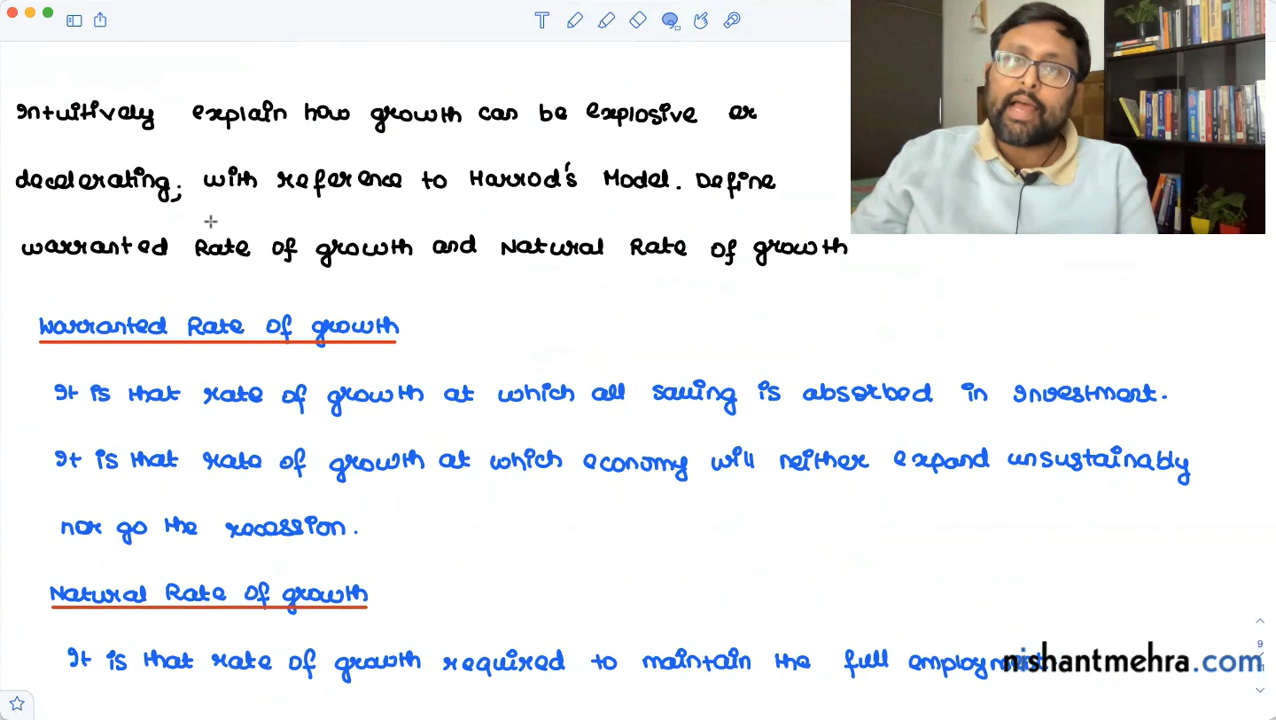 Intuitively explain how growth can be explosive or
decelerating; with reference to Harrod's Model. Define
warranted Rate of growth and Natural Rate of growth
Warranted Rate of growth
It is that rate of growth at which all saving is absorbed in Investment.
It is that rate of growth at which economy will neither expand unsustainably
nor go the recession.
Natural Rate of growth
It is that rate of growth required to maintain the full employment
nishantmehra.com
9